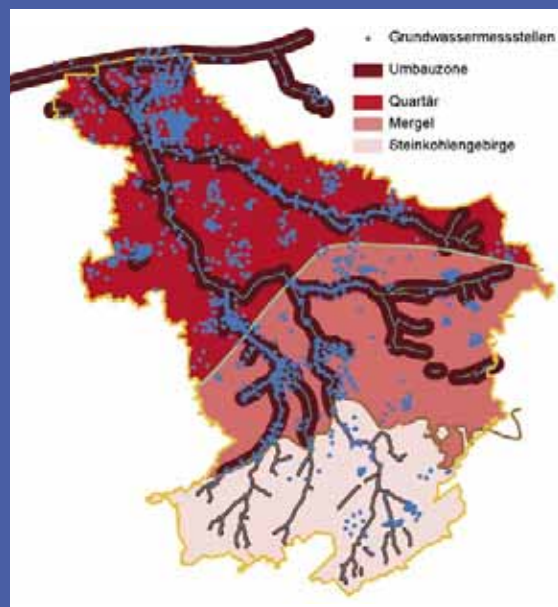 Grundwassermessstellen
Umbauzone
Quartär
Mergel
Steinkohlengebirge